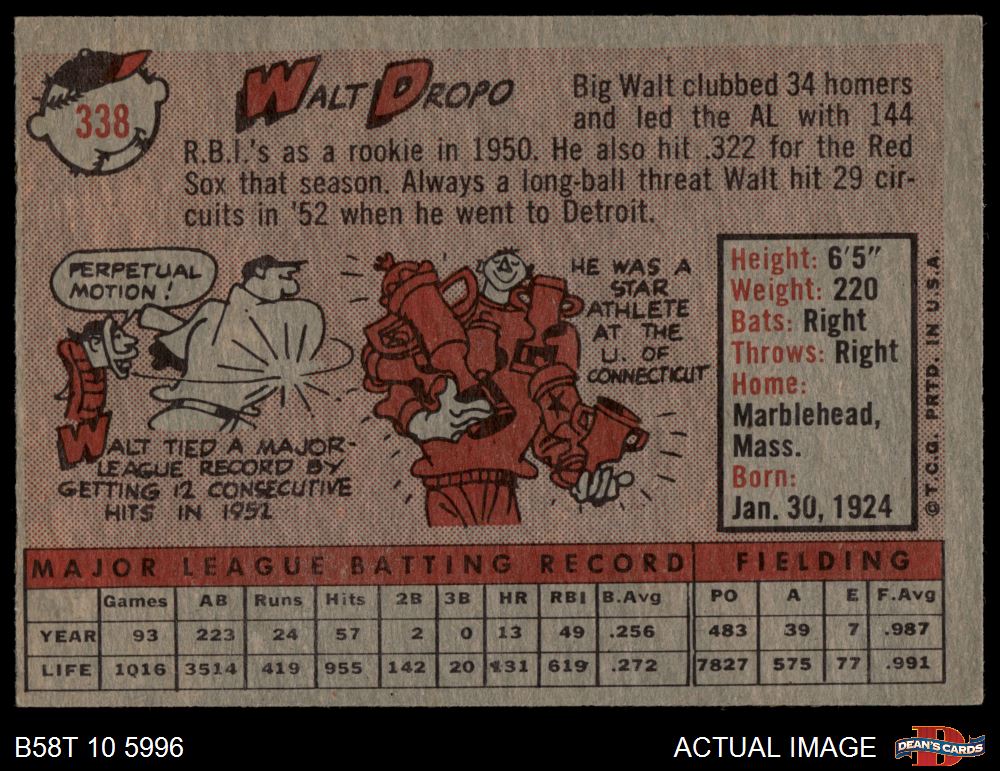 338
WALT DROPO
Big Walt clubbed 34 homers
and led the AL with 144
R.B.I.'s as a rookie in 1950. He also hit .322 for the Red
Sox that season. Always a long-ball threat Walt hit 29 cir-
cuits in '52 when he went to Detroit.
PERPETUAL
MOTION!
WALT TIED A MAJOR-
LEAGUE RECORD BY
GETTING 12 CONSECUTIVE
HITS IN 1952
HE WAS A
STAR
ATHLETE
AT THE
U. OF
CONNECTICUT
Height: 6'5"
Weight: 220
Bats: Right
Throws: Right
Home:
Marblehead,
Mass.
Born:
Jan. 30, 1924
© T.C.G. PRTD. IN U.S.A.
MAJOR LEAGUE BATTING RECORD FIELDING
Games AB Runs Hits 2B 3B HR RBI B.Avg PO A E F.Avg
YEAR 93 223 24 57 2 0 13 49 .256 483 39 7 .987
LIFE 1016 3514 419 955 142 20 131 619 .272 7827 575 77 .991
B58T 10 5996
ACTUAL IMAGE
DEAN'S CARDS